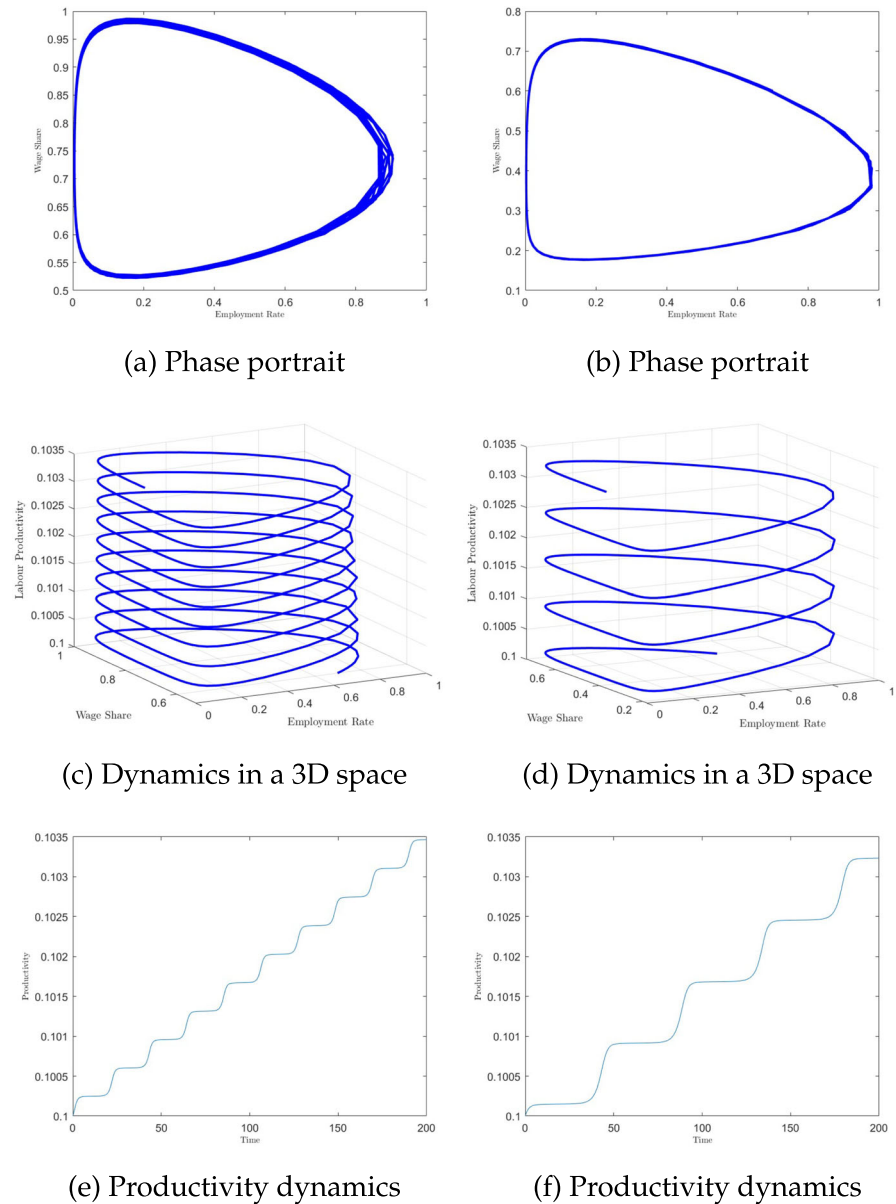 1
0.95
0.9
0.85
0.8
0.75
0.7
0.65
0.6
0.55
0.5
Wage Share
0 0.2 0.4 0.6 0.8 1
Employment Rate
(a) Phase portrait
0.8
0.7
0.6
0.5
0.4
0.3
0.2
0.1
Wage Share
0 0.2 0.4 0.6 0.8 1
Employment Rate
(b) Phase portrait
0.1035
0.103
0.1025
0.102
0.1015
0.101
0.1005
0.1
Labour Productivity
1
0.8
0.6
Wage Share
0 0.2 0.4 0.6 0.8 1
Employment Rate
(c) Dynamics in a 3D space
0.1035
0.103
0.1025
0.102
0.1015
0.101
0.1005
0.1
Labour Productivity
0.6
0.4
0.2
Wage Share
0 0.2 0.4 0.6 0.8 1
Employment Rate
(d) Dynamics in a 3D space
0.1035
0.103
0.1025
0.102
0.1015
0.101
0.1005
0.1
Productivity
0 50 100 150 200
Time
(e) Productivity dynamics
0.1035
0.103
0.1025
0.102
0.1015
0.101
0.1005
0.1
Productivity
0 50 100 150 200
Time
(f) Productivity dynamics